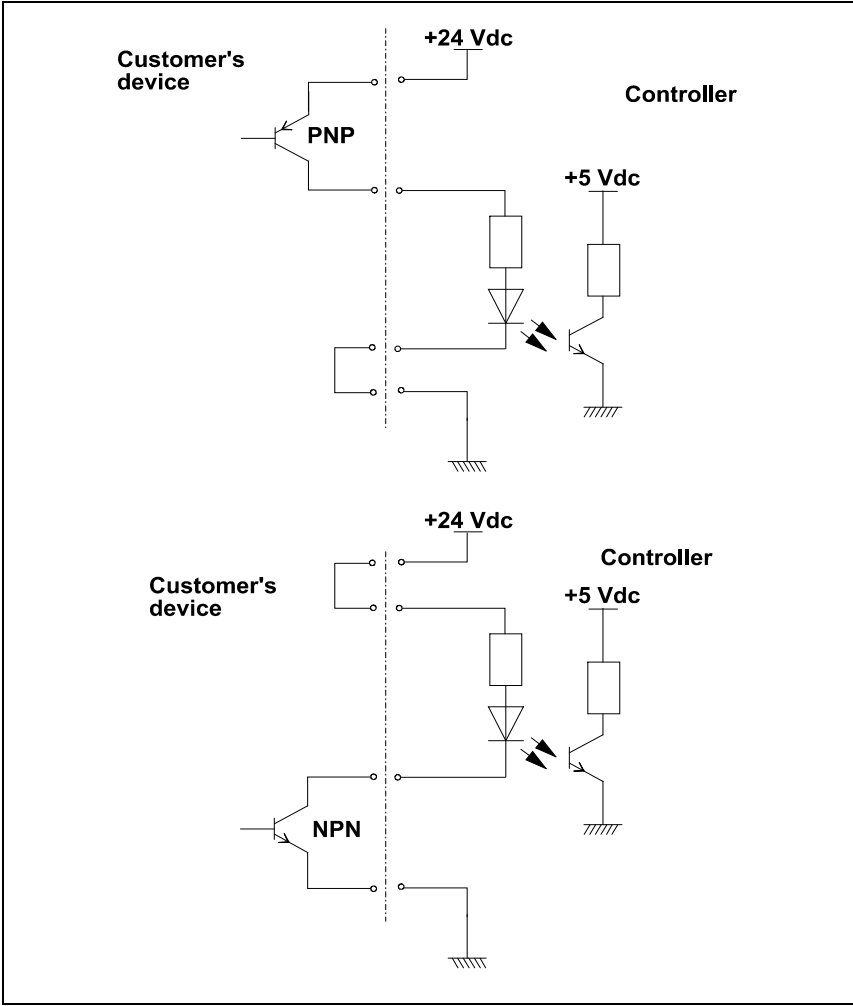 +24 Vdc
Customer's
device
Controller
PNP
+5 Vdc
+24 Vdc
Controller
Customer's
device
+5 Vdc
NPN